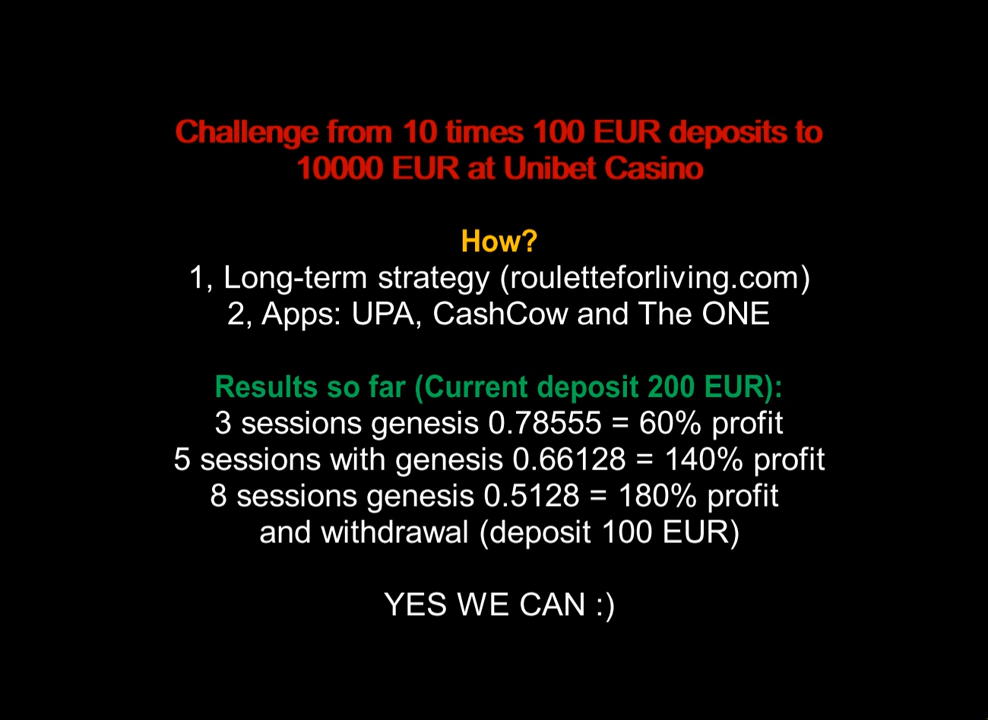 Challenge from 10 times 100 EUR deposits to
10000 EUR at Unibet Casino
How?
1, Long-term strategy (rouletteforliving.com)
2, Apps: UPA, CashCow and The ONE
Results so far (Current deposit 200 EUR):
3 sessions genesis 0.78555 = 60% profit
5 sessions with genesis 0.66128 = 140% profit
8 sessions genesis 0.5128 = 180% profit
and withdrawal (deposit 100 EUR)
YES WE CAN :)